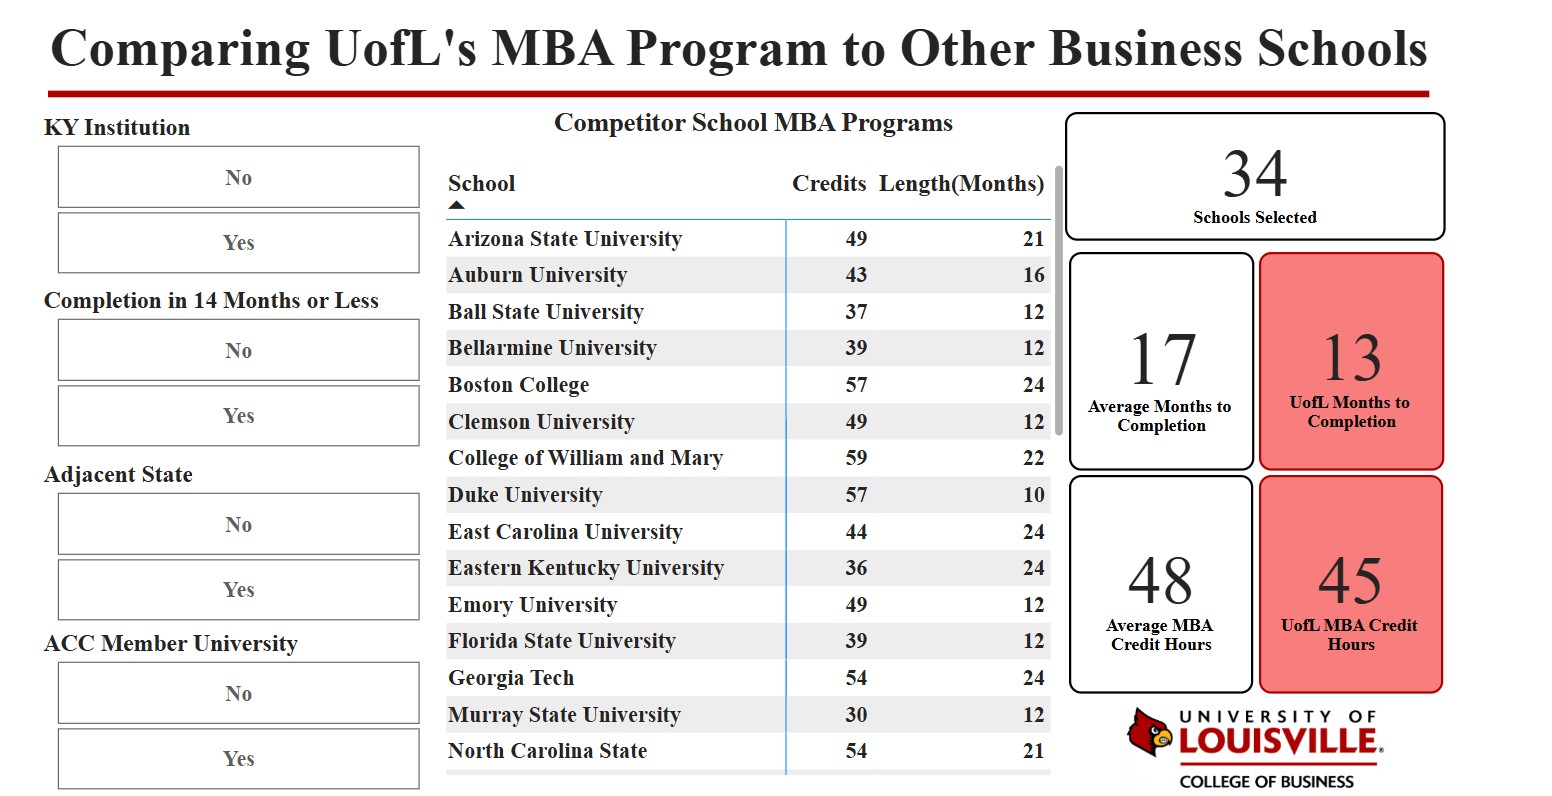 Comparing UofL's MBA Program to Other Business Schools
KY Institution
No
Yes
Completion in 14 Months or Less
No
Yes
Adjacent State
No
Yes
ACC Member University
No
Yes
Competitor School MBA Programs
School Credits Length(Months)
Arizona State University 49 21
Auburn University 43 16
Ball State University 37 12
Bellarmine University 39 12
Boston College 57 24
Clemson University 49 12
College of William and Mary 59 22
Duke University 57 10
East Carolina University 44 24
Eastern Kentucky University 36 24
Emory University 49 12
Florida State University 39 12
Georgia Tech 54 24
Murray State University 30 12
North Carolina State 54 21
34
Schools Selected
17
Average Months to
Completion
13
UofL Months to
Completion
48
Average MBA
Credit Hours
45
UofL MBA Credit
Hours
UNIVERSITY OF
LOUISVILLE.
COLLEGE OF BUSINESS